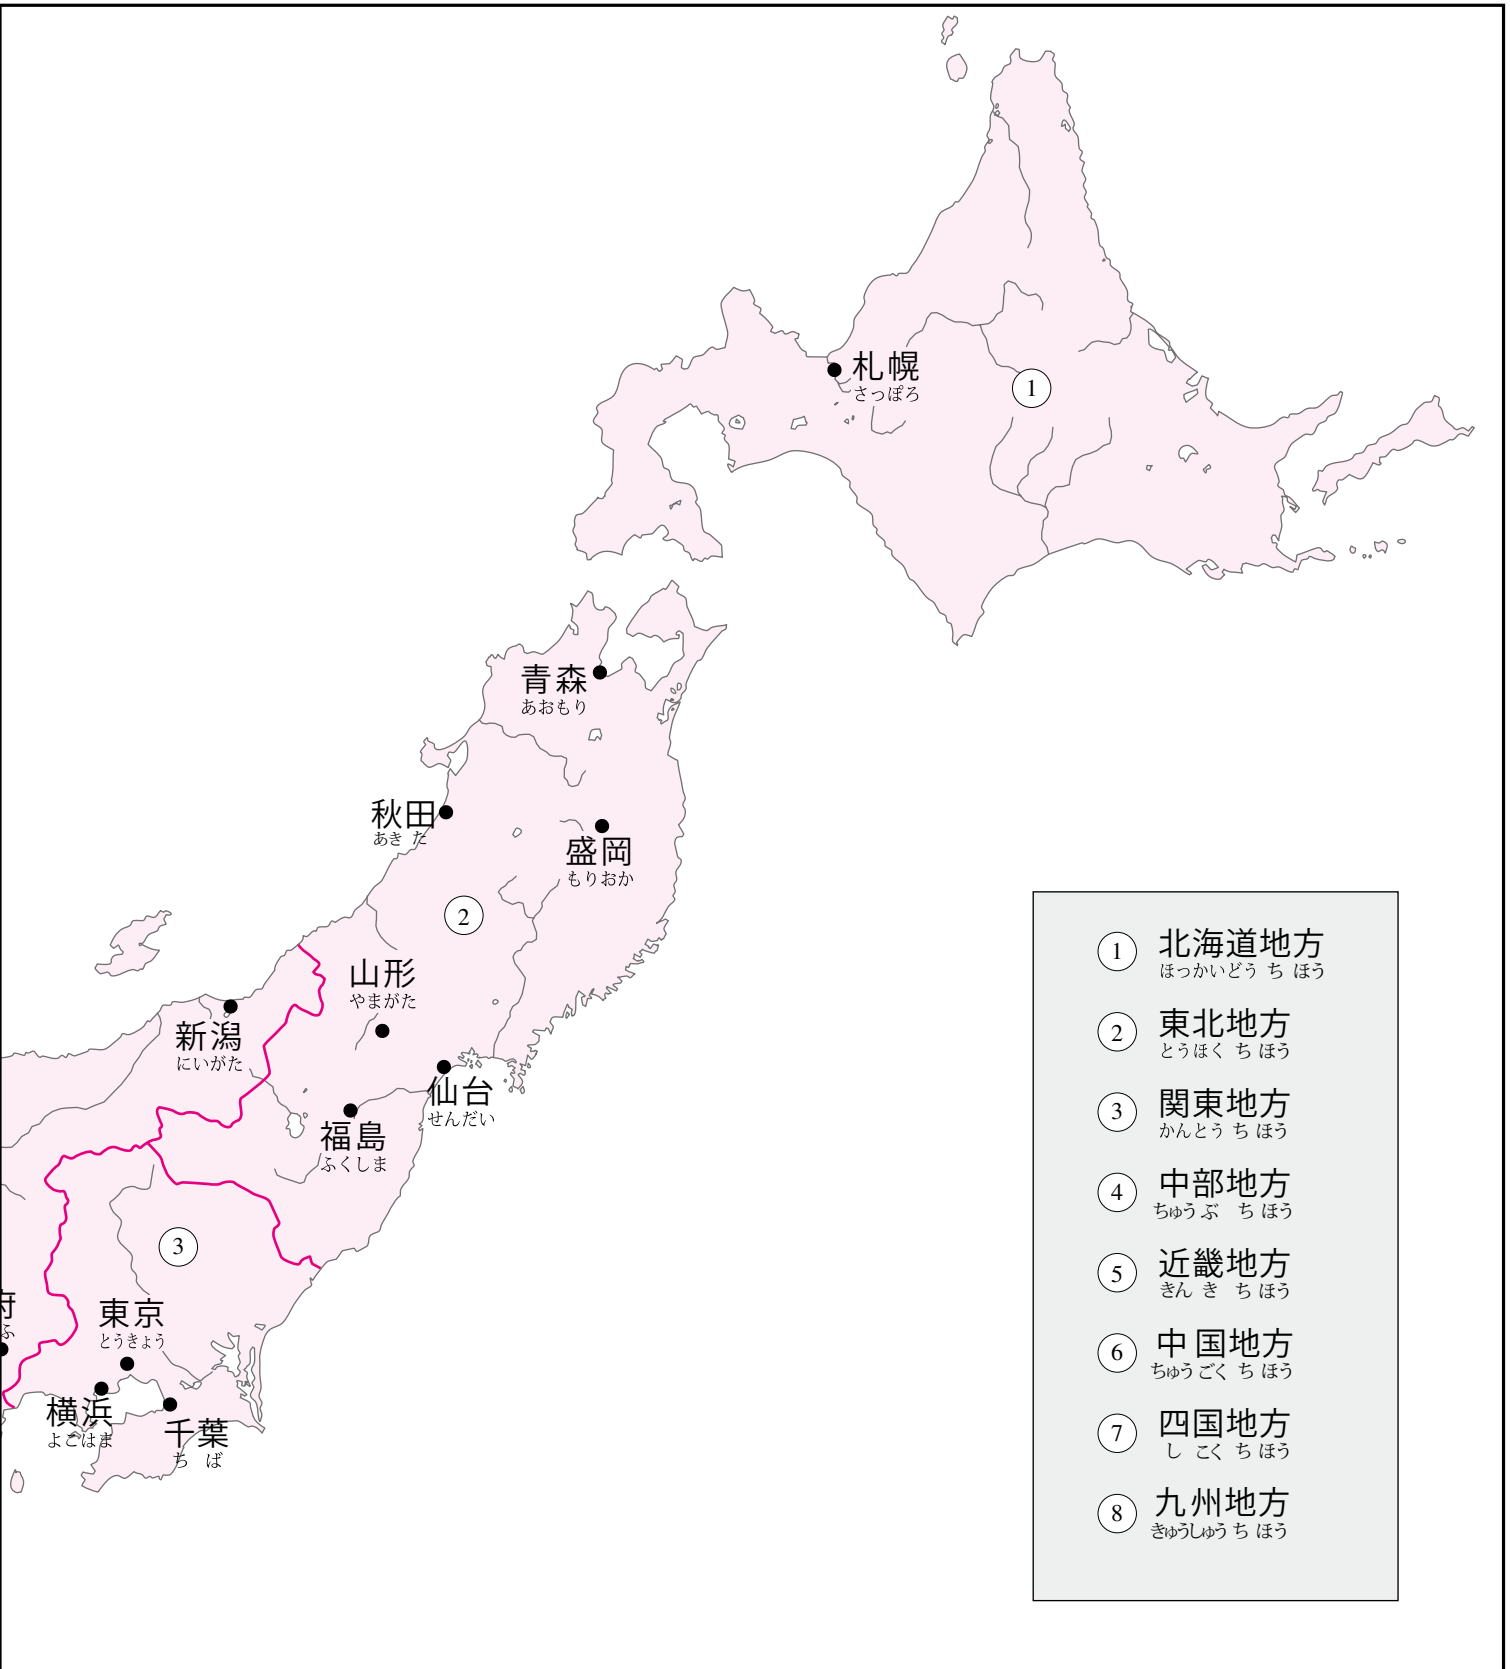 札幌
さっぽろ
①
青森
あおもり
秋田
あきた
盛岡
もりおか
②
山形
やまがた
新潟
にいがた
仙台
せんだい
福島
ふくしま
③
府
ふ
東京
とうきょう
横浜
よこはま
千葉
ちば
① 北海道地方
ほっかいどう ち ほう
② 東北地方
とうほく ち ほう
③ 関東地方
かんとう ち ほう
④ 中部地方
ちゅう ぶ ち ほう
⑤ 近畿地方
きん き ち ほう
⑥ 中国地方
ちゅうごく ち ほう
⑦ 四国地方
し こく ち ほう
⑧ 九州地方
きゅうしゅう ち ほう